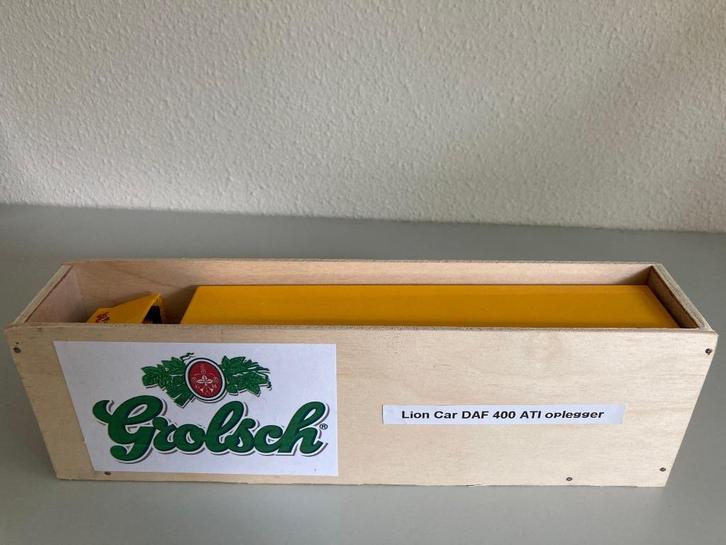 Grolsch®
Lion Car DAF 400 ATI oplegger